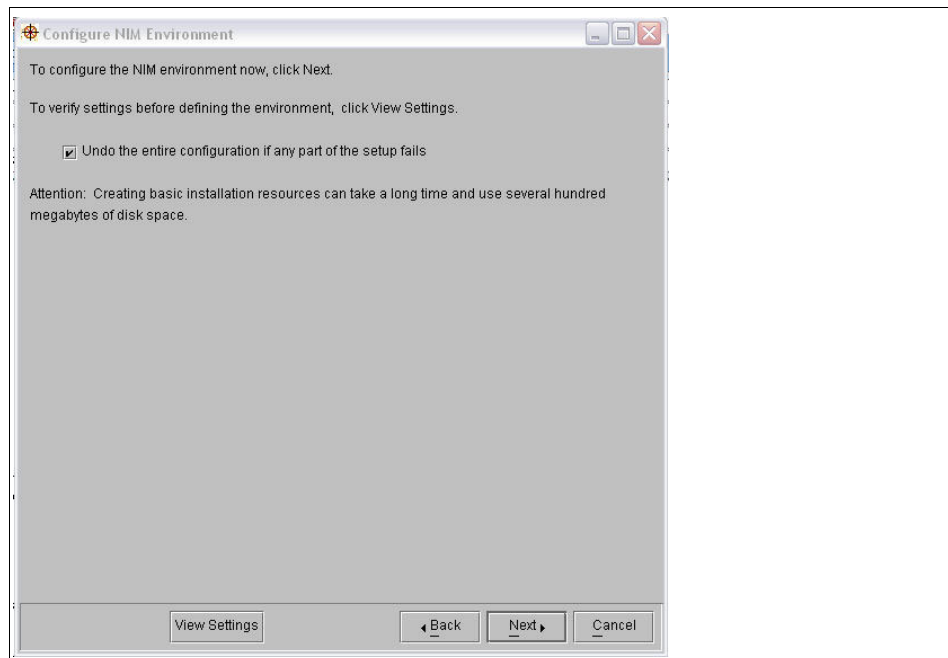 Configure NIM Environment
To configure the NIM environment now, click Next.
To verify settings before defining the environment, click View Settings.
Undo the entire configuration if any part of the setup fails
Attention: Creating basic installation resources can take a long time and use several hundred
megabytes of disk space.
View Settings
Back
Next
Cancel